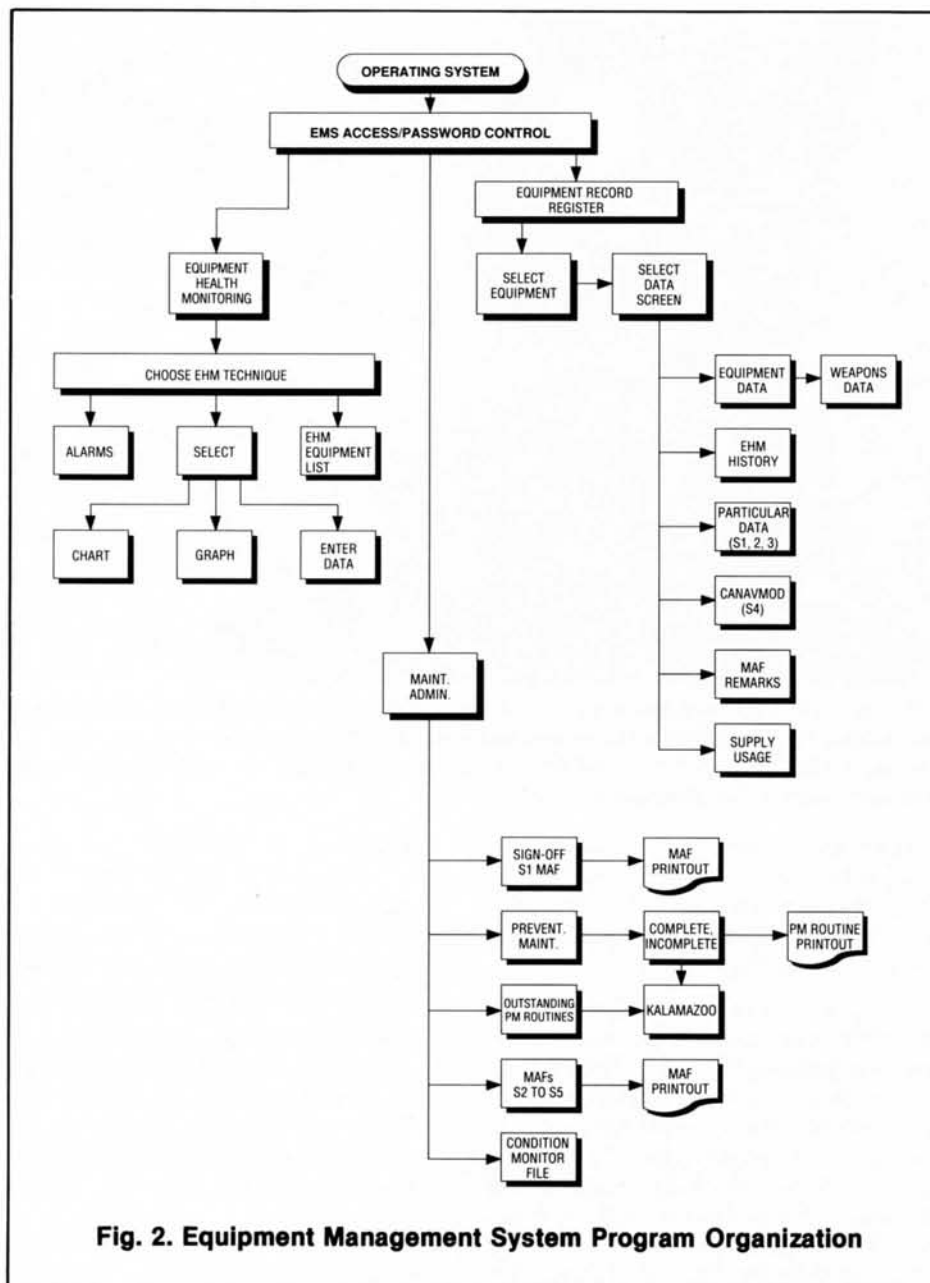 OPERATING SYSTEM
EMS ACCESS/PASSWORD CONTROL
EQUIPMENT RECORD
REGISTER
EQUIPMENT
HEALTH
MONITORING
SELECT
EQUIPMENT
SELECT
DATA
SCREEN
CHOOSE EHM TECHNIQUE
ALARMS
SELECT
EHM
EQUIPMENT
LIST
CHART
GRAPH
ENTER
DATA
EQUIPMENT
DATA
WEAPONS
DATA
EHM
HISTORY
PARTICULAR
DATA
(S1, 2, 3)
CANAVMOD
(S4)
MAF
REMARKS
SUPPLY
USAGE
MAINT.
ADMIN.
SIGN-OFF
S1 MAF
MAF
PRINTOUT
PREVENT.
MAINT.
COMPLETE,
INCOMPLETE
PM ROUTINE
PRINTOUT
OUTSTANDING
PM ROUTINES
KALAMAZOO
MAFs
S2 TO S5
MAF
PRINTOUT
CONDITION
MONITOR
FILE
Fig. 2. Equipment Management System Program Organization